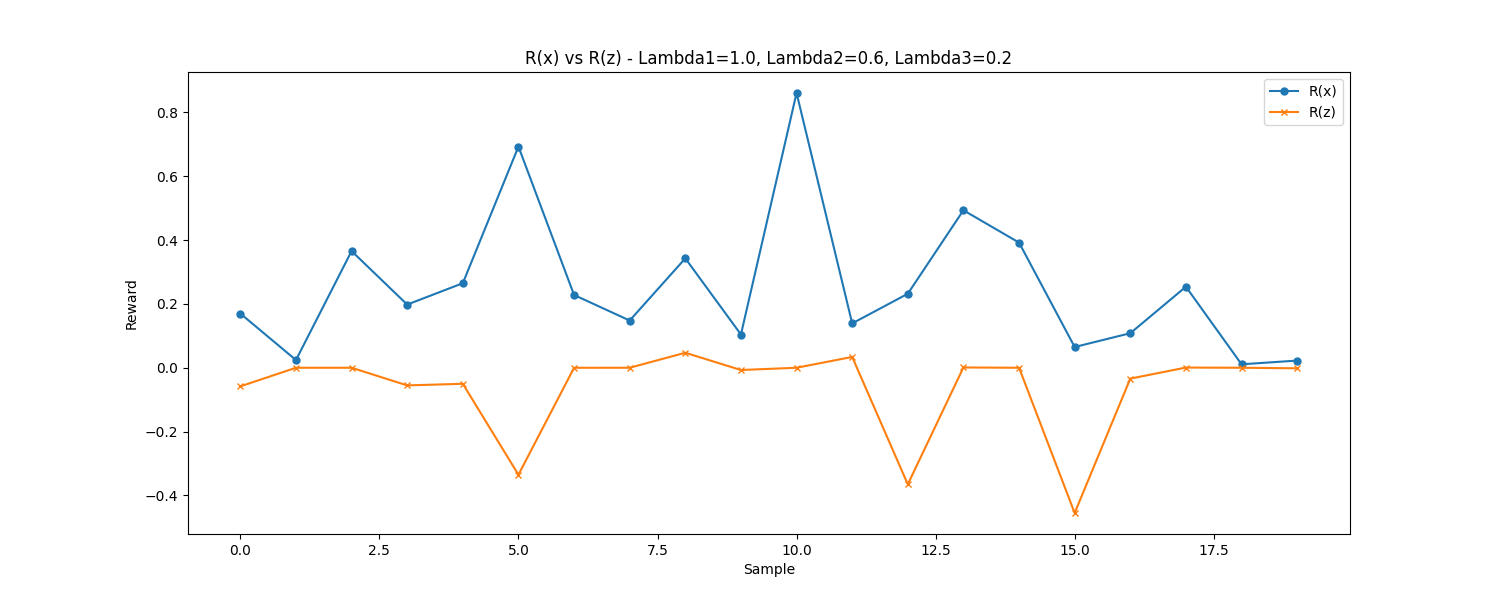 R(x) vs R(z) - Lambda1=1.0, Lambda2=0.6, Lambda3=0.2
R(x)
R(z)
Reward
0.8
0.6
0.4
0.2
0.0
−0.2
−0.4
0.0 2.5 5.0 7.5 10.0 12.5 15.0 17.5
Sample